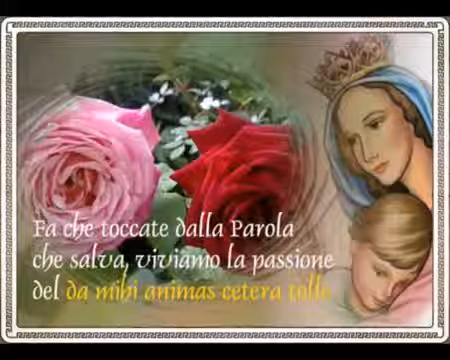 Fa che toccate dalla Parola
che salva, viviamo la passione
del da mihi animas cetera tolle